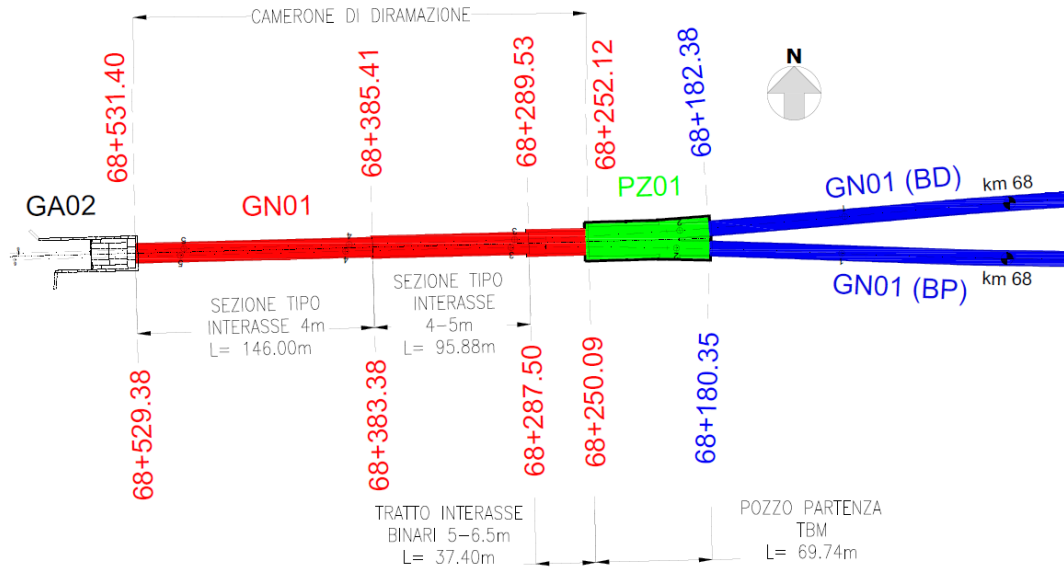 CAMERONE DI DIRAMAZIONE
N
68+531.40
68+385.41
68+289.53
68+252.12
68+182.38
GA02
GN01
PZ01
GN01 (BD)
km 68
GN01 (BP)
km 68
SEZIONE TIPO
INTERASSE 4m
L= 146.00m
SEZIONE TIPO
INTERASSE
4-5m
L= 95.88m
68+529.38
68+383.38
68+287.50
68+250.09
68+180.35
TRATTO INTERASSE
BINARI 5-6.5m
L= 37.40m
POZZO PARTENZA
TBM
L= 69.74m